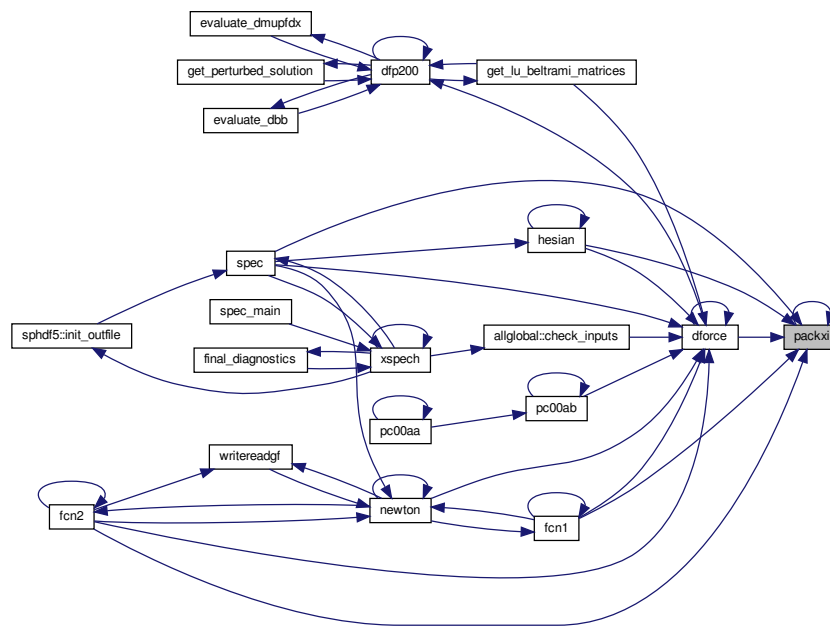 evaluate_dmupfdx
get_perturbed_solution
dfp200
get_lu_beltrami_matrices
evaluate_dbb
hesian
spec
spec_main
sphdf5::init_outfile
final_diagnostics
xspech
allglobal::check_inputs
dforce
packxi
pc00aa
pc00ab
writereadgf
fcn2
newton
fcn1